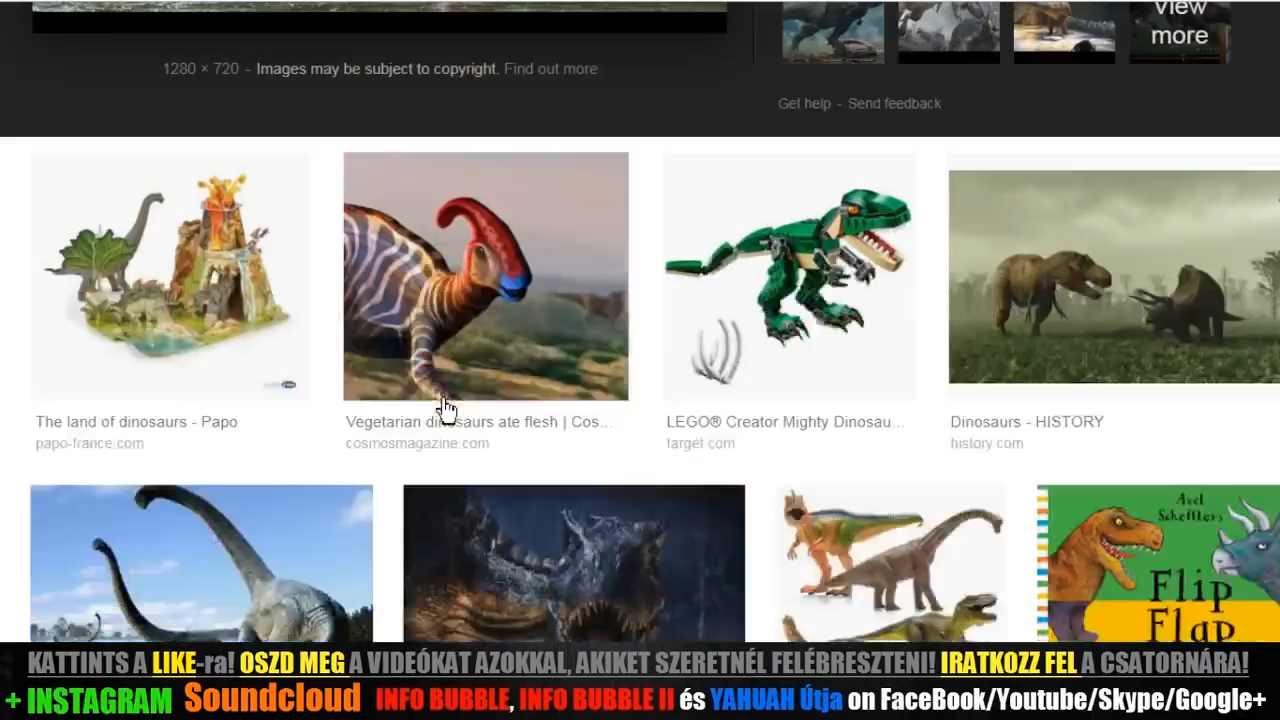 View
more
1280 × 720 - Images may be subject to copyright. Find out more
Get help - Send feedback
The land of dinosaurs - Papo
papo-france.com
Vegetarian dinosaurs ate flesh | Cos...
cosmosmagazine.com
LEGO® Creator Mighty Dinosau...
target.com
Dinosaurs - HISTORY
history.com
Axel
Scheffler's
Flip
Flap
KATTINTS A LIKE-ra! OSZD MEG A VIDEÓKAT AZOKKAL, AKIKET SZERETNÉL FELÉBRESZTENI! IRATKOZZ FEL A CSATORNÁRA!
+ INSTAGRAM Soundcloud INFO BUBBLE, INFO BUBBLE II és YAHUAH Útja on FaceBook/Youtube/Skype/Google+